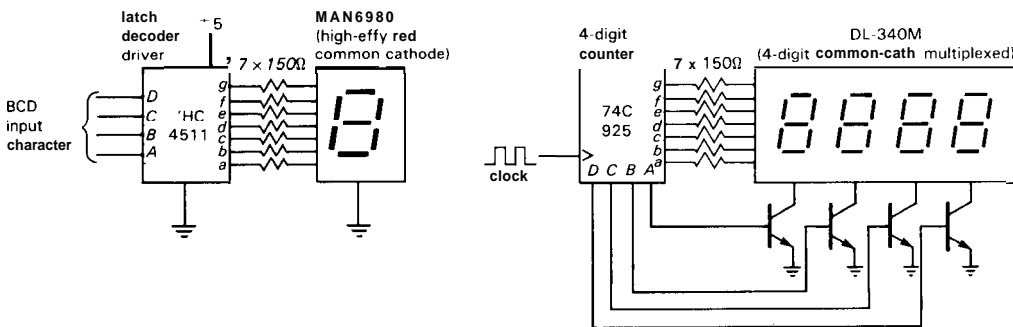 latch
decoder
driver
+5
MAN6980
(high-effy red
common cathode)
7 × 150Ω
BCD
input
character
D
C
B
A
'HC
4511
g
f
e
d
c
b
a
4-digit
counter
DL-340M
(4-digit common-cath multiplexed)
7 x 150Ω
74C
925
g
f
e
d
c
b
a
clock
D C B A